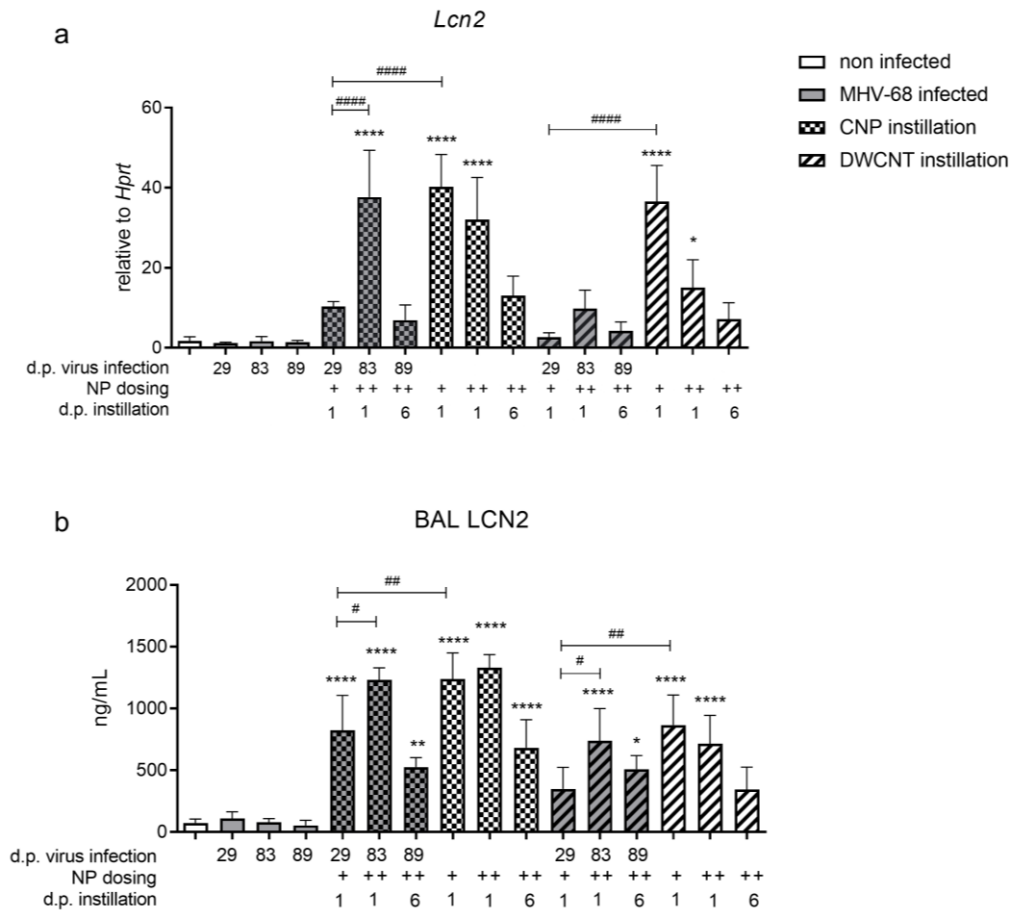 a
Lcn2
non infected
MHV-68 infected
CNP instillation
DWCNT instillation
####
####
####
****
****
****
****
*
relative to Hprt
60
40
20
0
d.p. virus infection 29 83 89 29 83 89 29 83 89
NP dosing + ++ ++ + ++ ++ + ++ ++ + ++ ++
d.p. instillation 1 1 6 1 1 6 1 1 6 1 1 6
b
BAL LCN2
##
#
##
#
****
****
**
****
****
****
****
*
****
****
ng/mL
2000
1500
1000
500
0
d.p. virus infection 29 83 89 29 83 89 29 83 89
NP dosing + ++ ++ + ++ ++ + ++ ++ + ++ ++
d.p. instillation 1 1 6 1 1 6 1 1 6 1 1 6